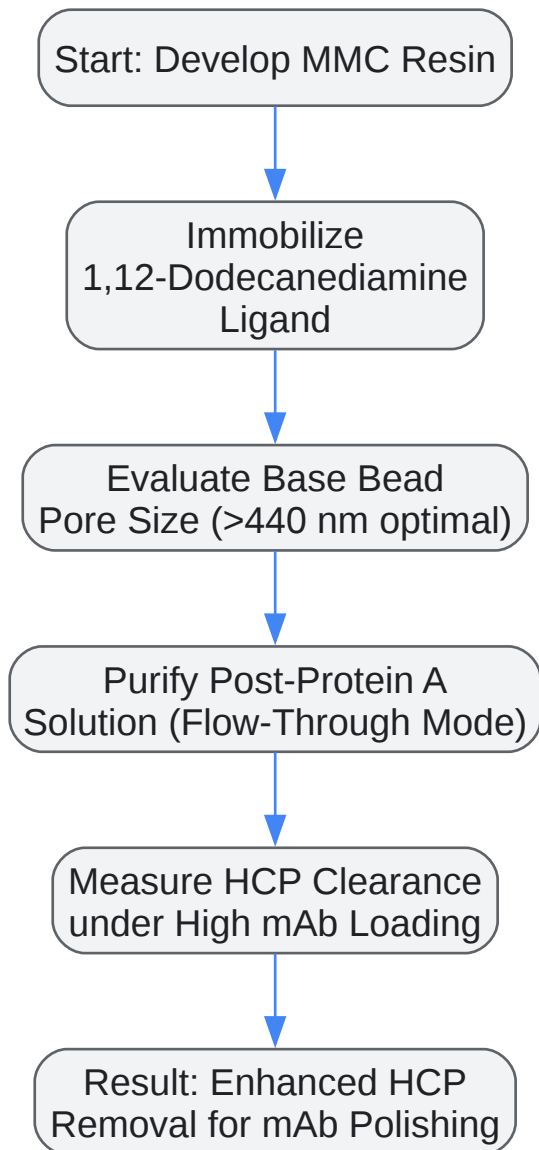 Start: Develop MMC Resin
Immobilize
1,12-Dodecanediamine
Ligand
Evaluate Base Bead
Pore Size (>440 nm optimal)
Purify Post-Protein A
Solution (Flow-Through Mode)
Measure HCP Clearance
under High mAb Loading
Result: Enhanced HCP
Removal for mAb Polishing